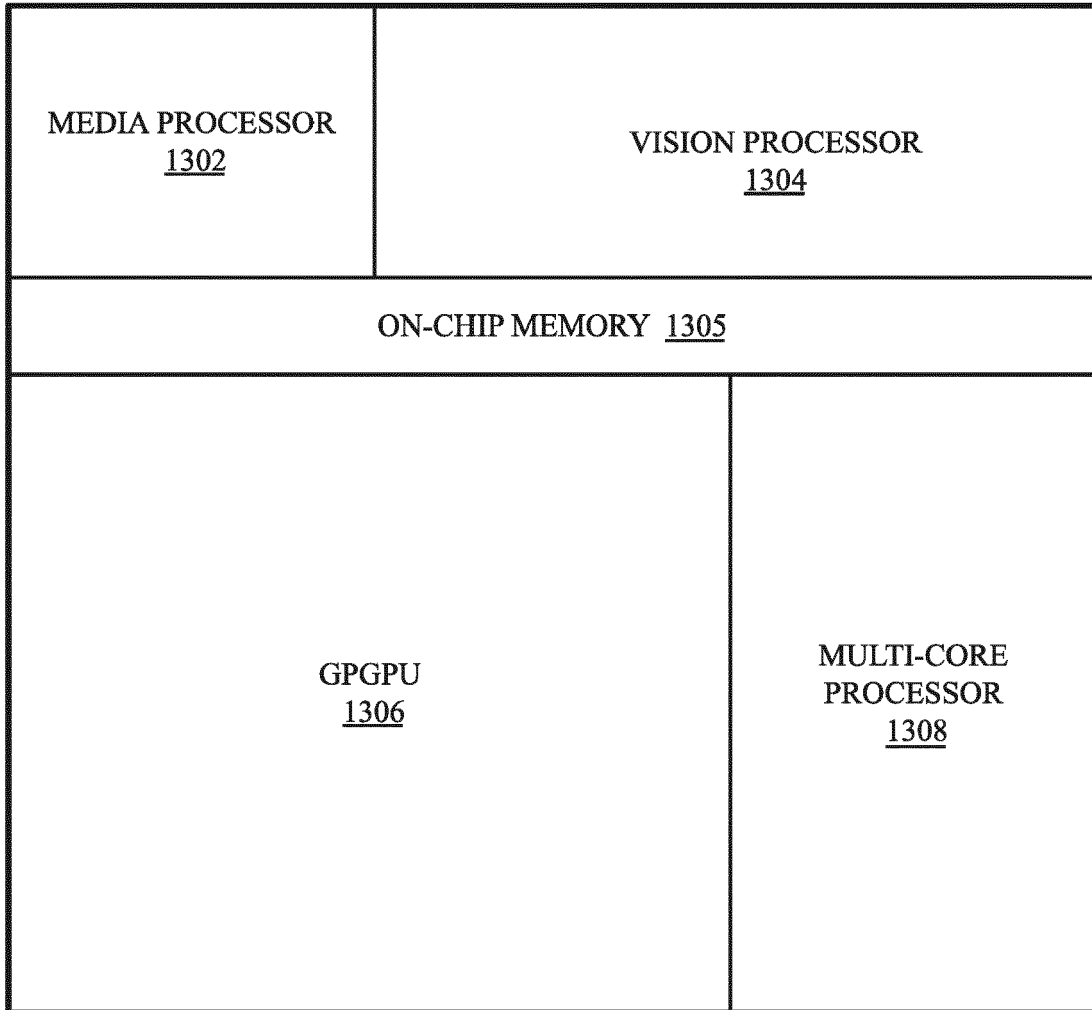 MEDIA PROCESSOR
1302
VISION PROCESSOR
1304
ON-CHIP MEMORY 1305
GPGPU
1306
MULTI-CORE
PROCESSOR
1308